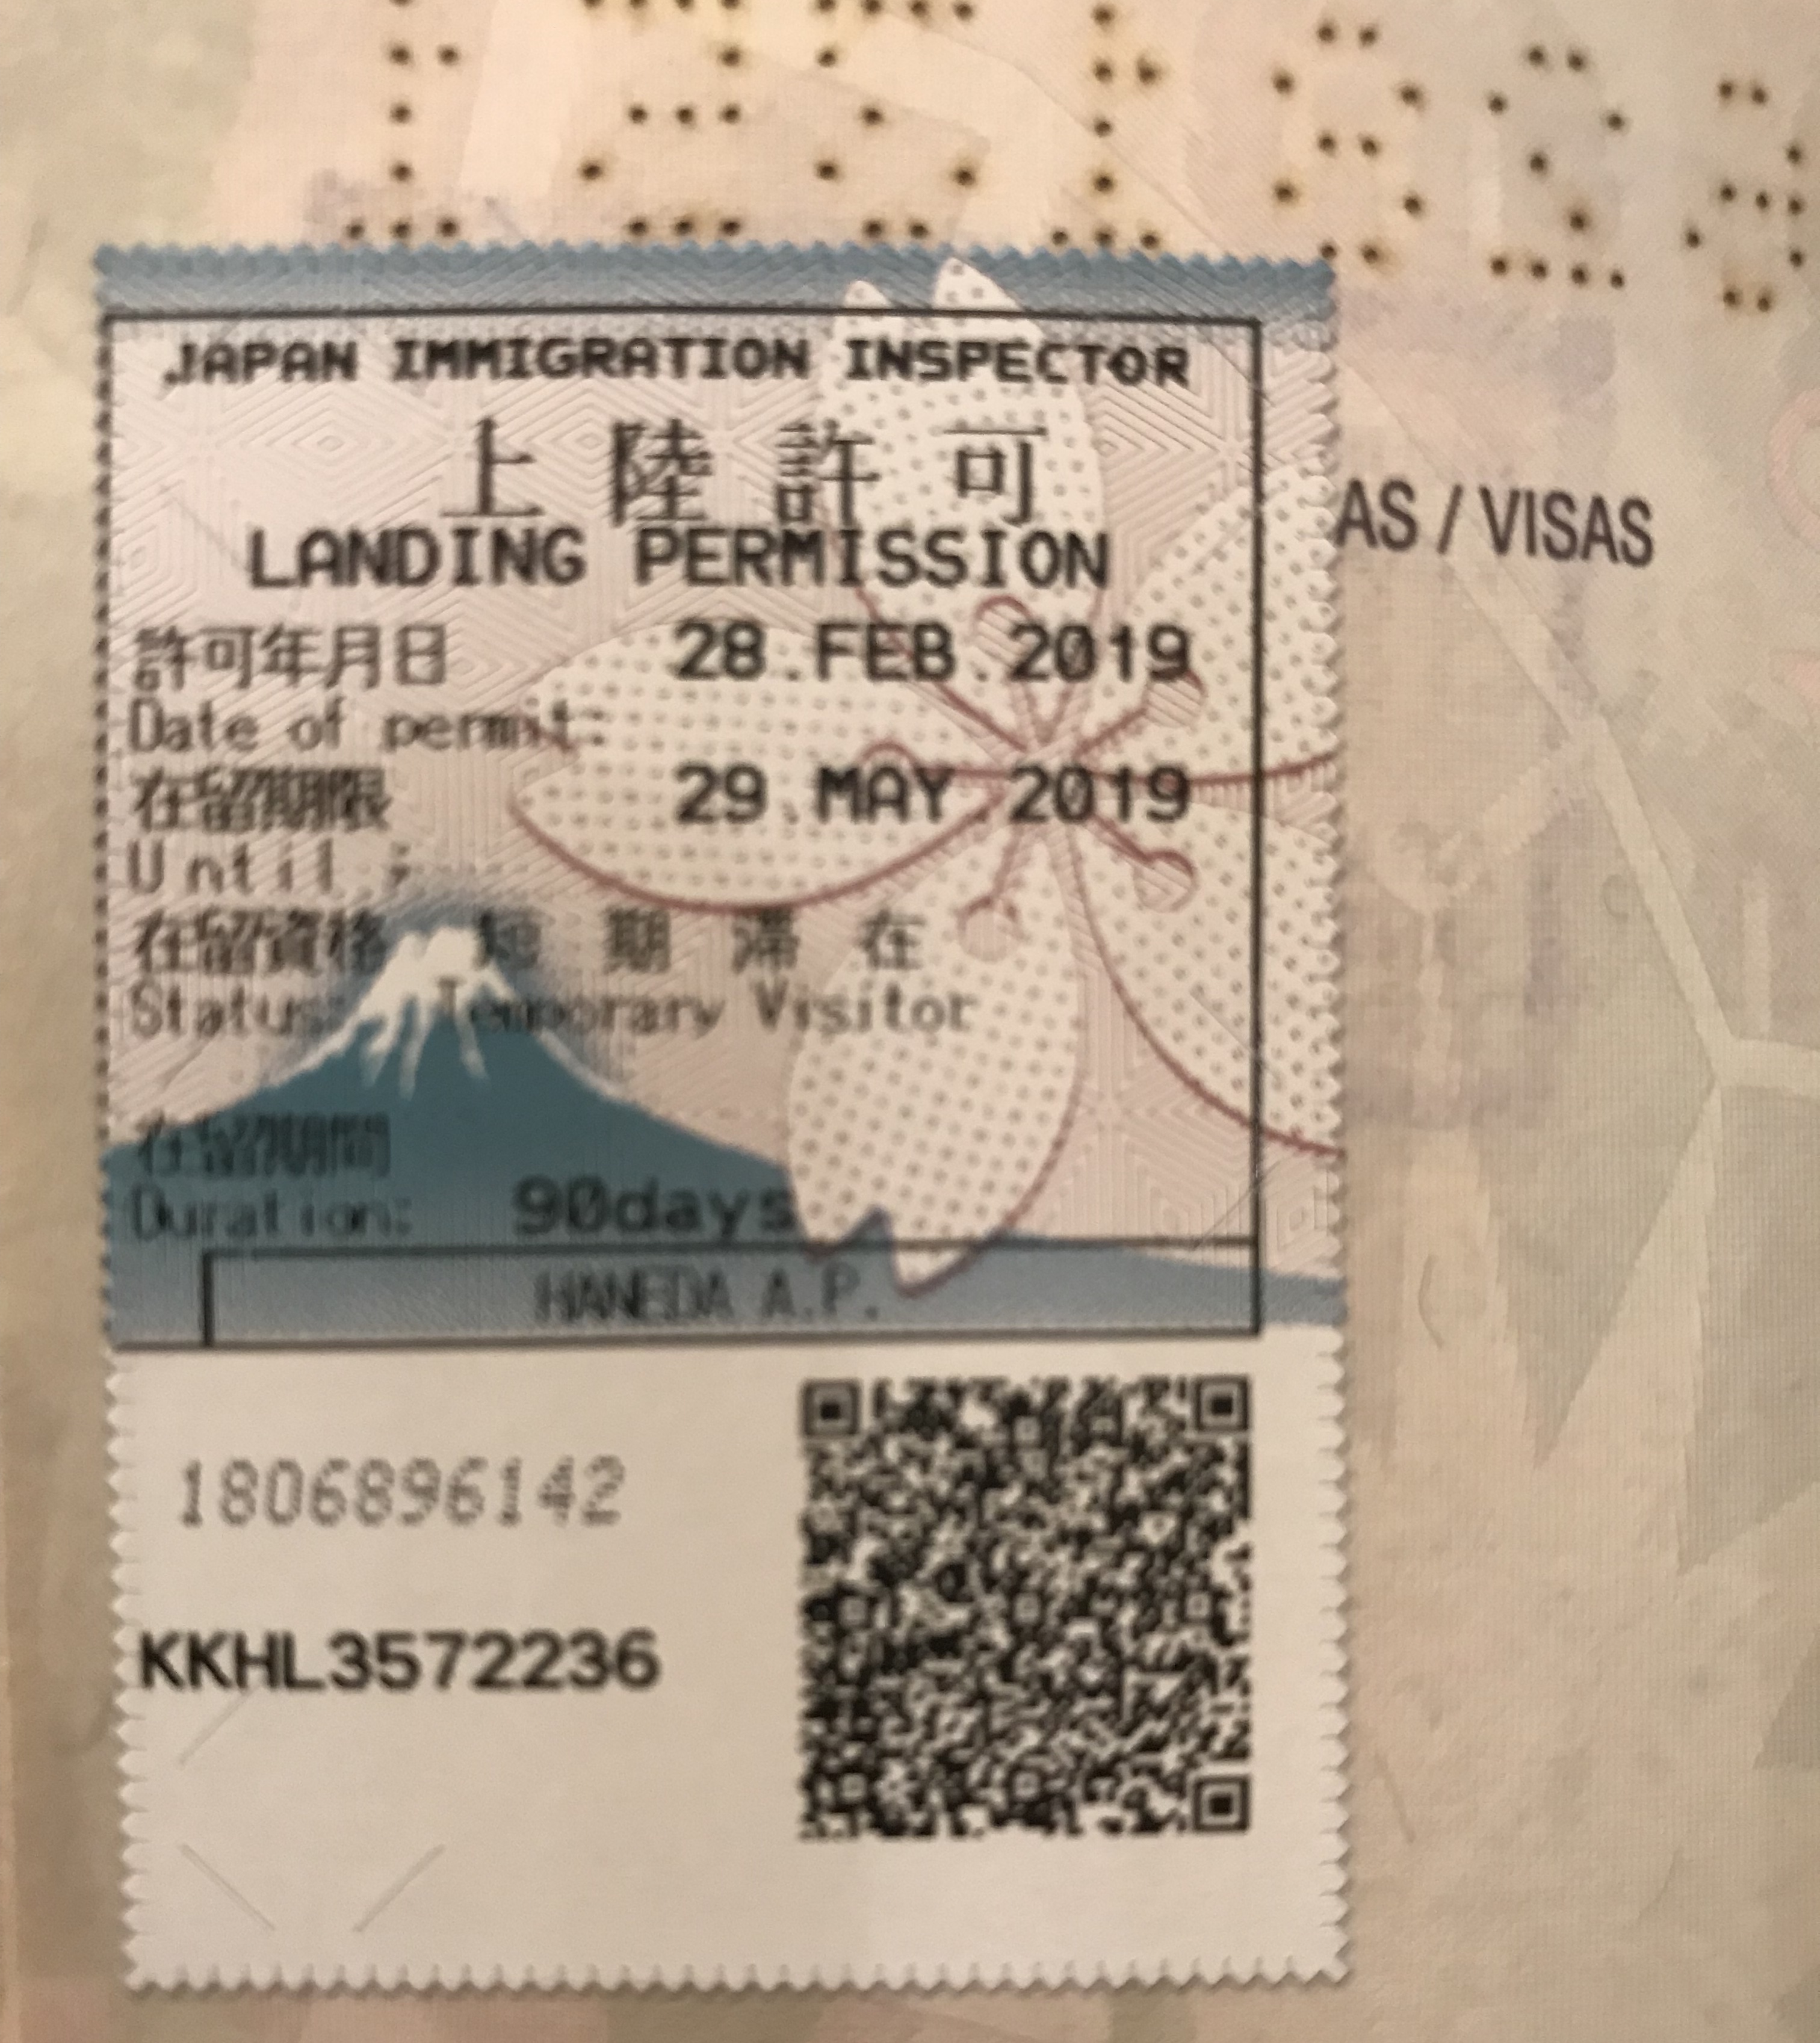 JAPAN IMMIGRATION INSPECTOR
上陸許可
LANDING PERMISSION
許可年月日 28.FEB.2019
Date of permit:
在留期限 29.MAY.2019
Until :
在留資格 短期滞在
Status: Temporary Visitor
在留期間
Duration: 90days
HANEDA A.P.
1806896142
KKHL3572236
AS / VISAS